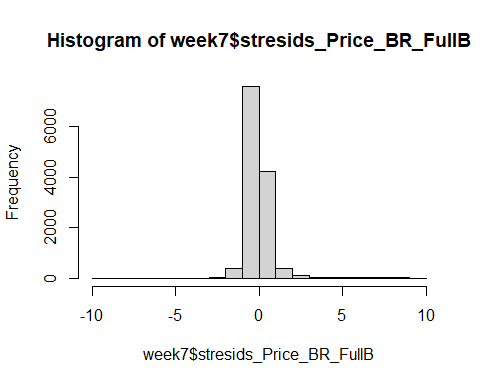 Histogram of week7$stresids_Price_BR_FullB
Frequency
6000
4000
2000
0
-10 -5 0 5 10
week7$stresids_Price_BR_FullB